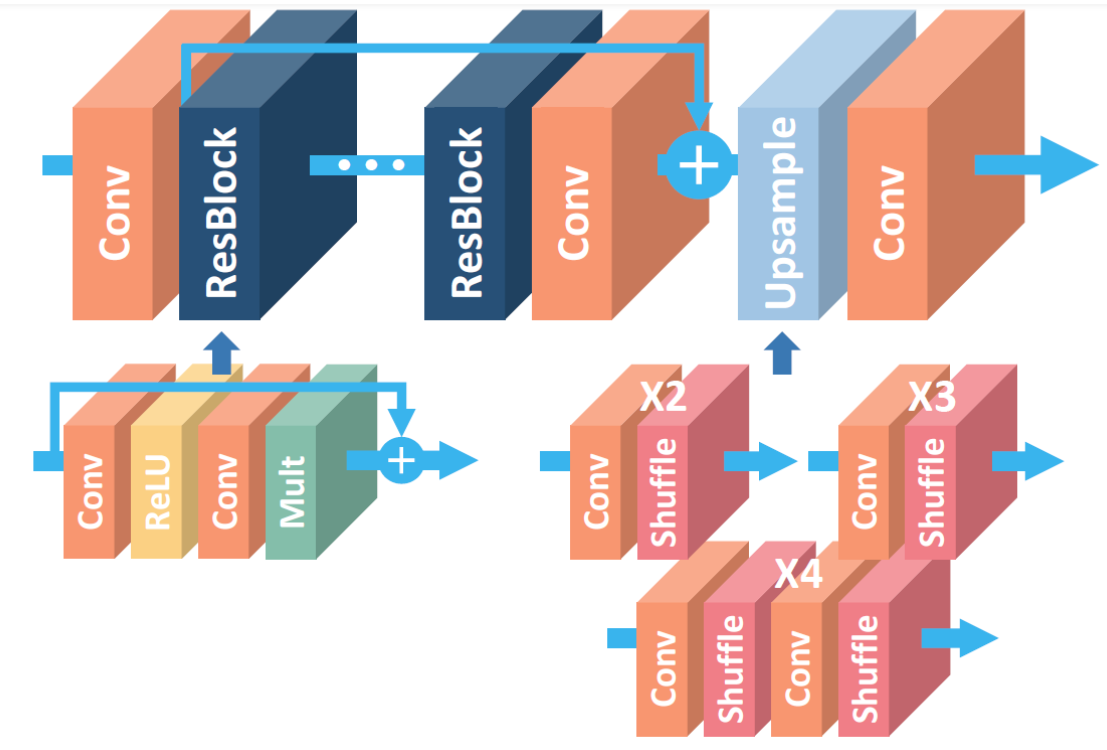 Conv
ResBlock
ResBlock
Conv
Upsample
Conv
Conv
ReLU
Conv
Mult
X2
Conv
Shuffle
X3
Conv
Shuffle
X4
Conv
Shuffle
Conv
Shuffle